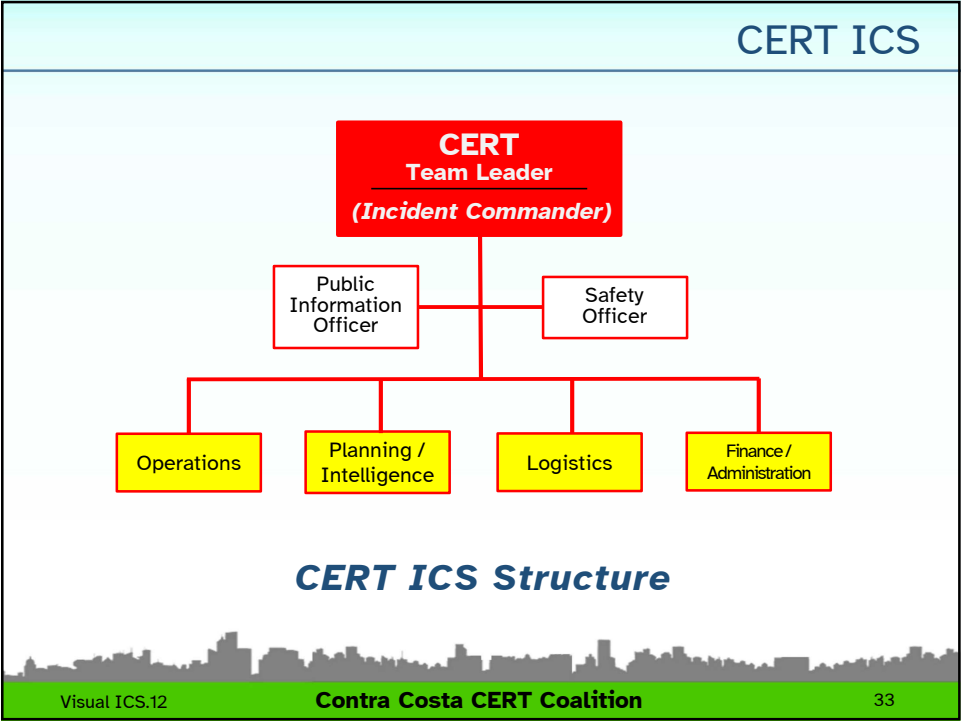 CERT ICS
CERT
Team Leader
(Incident Commander)
Public
Information
Officer
Safety
Officer
Operations
Planning /
Intelligence
Logistics
Finance /
Administration
CERT ICS Structure
Visual ICS.12
Contra Costa CERT Coalition
33